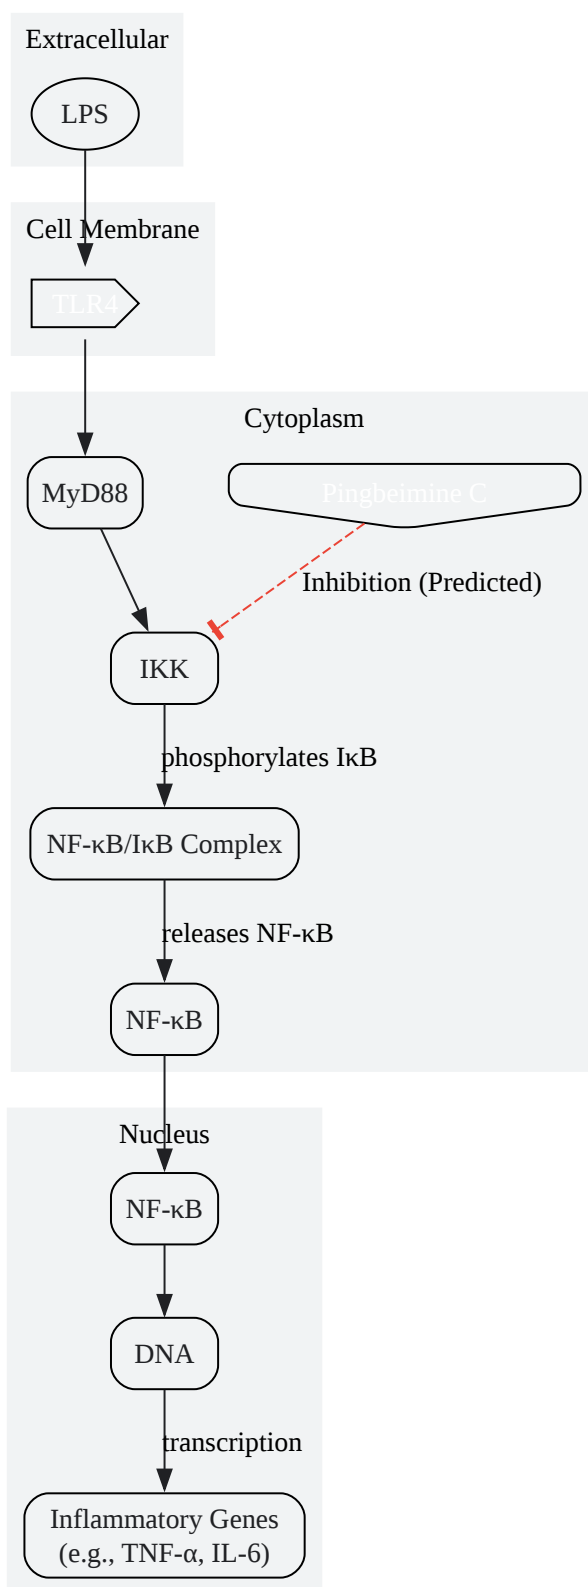 Extracellular
LPS
Cell Membrane
TLR4
Cytoplasm
MyD88
Pingbeimine C
Inhibition (Predicted)
IKK
phosphorylates IκB
NF-κB/IκB Complex
releases NF-κB
NF-κB
Nucleus
NF-κB
DNA
transcription
Inflammatory Genes
(e.g., TNF-α, IL-6)